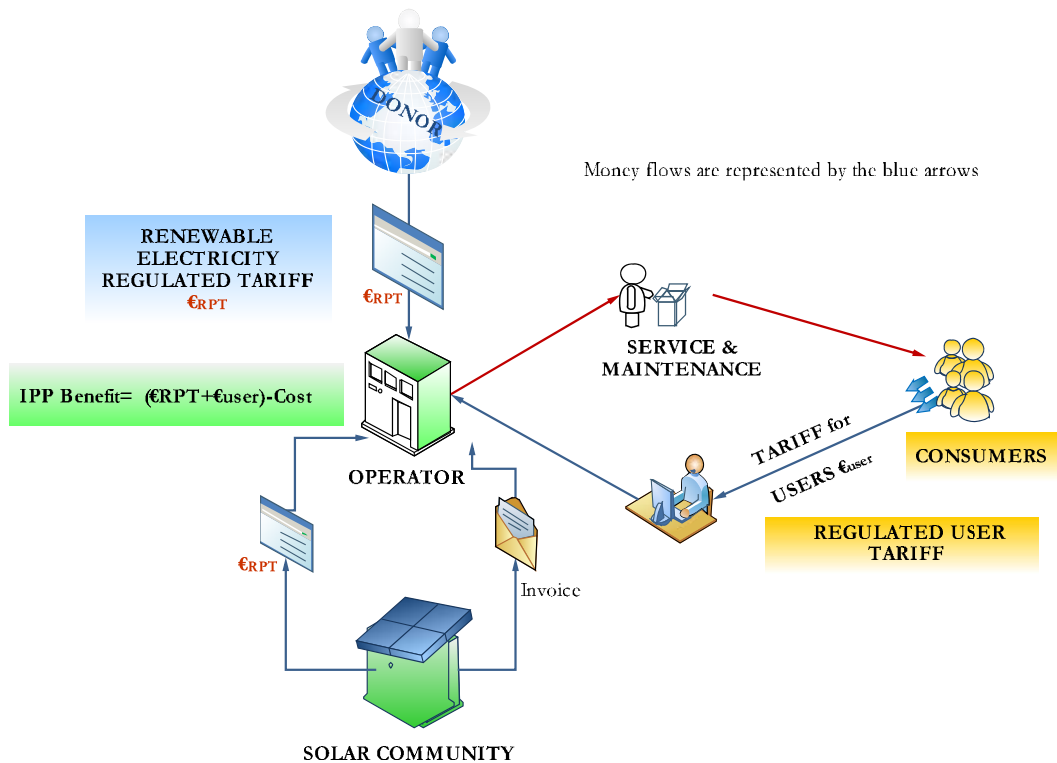 DONOR
Money flows are represented by the blue arrows
RENEWABLE
ELECTRICITY
REGULATED TARIFF
€RPT
€RPT
SERVICE &
MAINTENANCE
IPP Benefit= (€RPT+€user)-Cost
OPERATOR
TARIFF for
USERS €user
CONSUMERS
REGULATED USER
TARIFF
€RPT
Invoice
SOLAR COMMUNITY